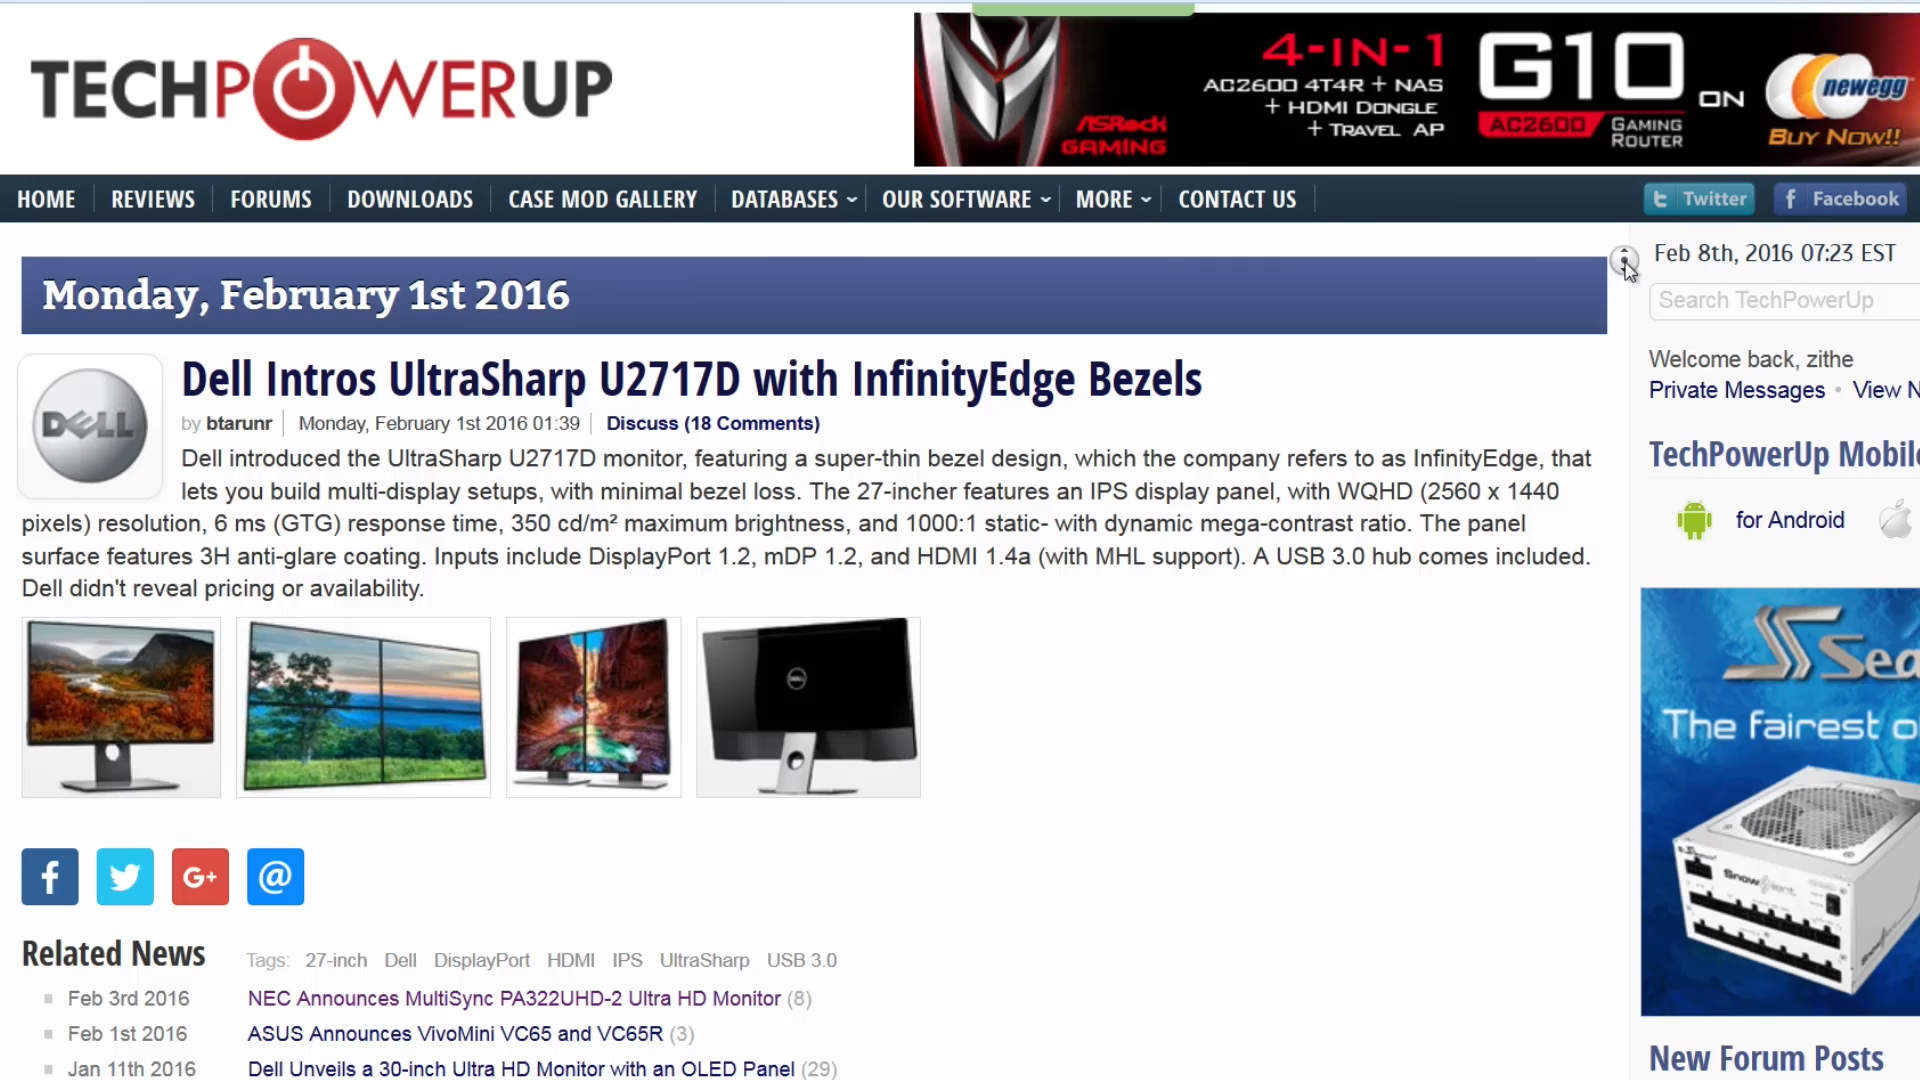 TECHPOWERUP
4-IN-1
AC2600 4T4R + NAS
+ HDMI DONGLE
+ TRAVEL AP
ASRock
GAMING
G10
AC2600 GAMING
ROUTER
ON
newegg
BUY NOW!!
HOME REVIEWS FORUMS DOWNLOADS CASE MOD GALLERY DATABASES OUR SOFTWARE MORE CONTACT US Twitter Facebook
Feb 8th, 2016 07:23 EST
Search TechPowerUp
Monday, February 1st 2016
DELL
Dell Intros UltraSharp U2717D with InfinityEdge Bezels
by btarunr Monday, February 1st 2016 01:39 Discuss (18 Comments)
Dell introduced the UltraSharp U2717D monitor, featuring a super-thin bezel design, which the company refers to as InfinityEdge, that
lets you build multi-display setups, with minimal bezel loss. The 27-incher features an IPS display panel, with WQHD (2560 x 1440
pixels) resolution, 6 ms (GTG) response time, 350 cd/m² maximum brightness, and 1000:1 static- with dynamic mega-contrast ratio. The panel
surface features 3H anti-glare coating. Inputs include DisplayPort 1.2, mDP 1.2, and HDMI 1.4a (with MHL support). A USB 3.0 hub comes included.
Dell didn't reveal pricing or availability.
G+
@
Related News
Tags: 27-inch Dell DisplayPort HDMI IPS UltraSharp USB 3.0
Feb 3rd 2016 NEC Announces MultiSync PA322UHD-2 Ultra HD Monitor (8)
Feb 1st 2016 ASUS Announces VivoMini VC65 and VC65R (3)
Jan 11th 2016 Dell Unveils a 30-inch Ultra HD Monitor with an OLED Panel (29)
Welcome back, zithe
Private Messages • View N
TechPowerUp Mobile
for Android
Sea
The fairest o
Snow Silent
New Forum Posts